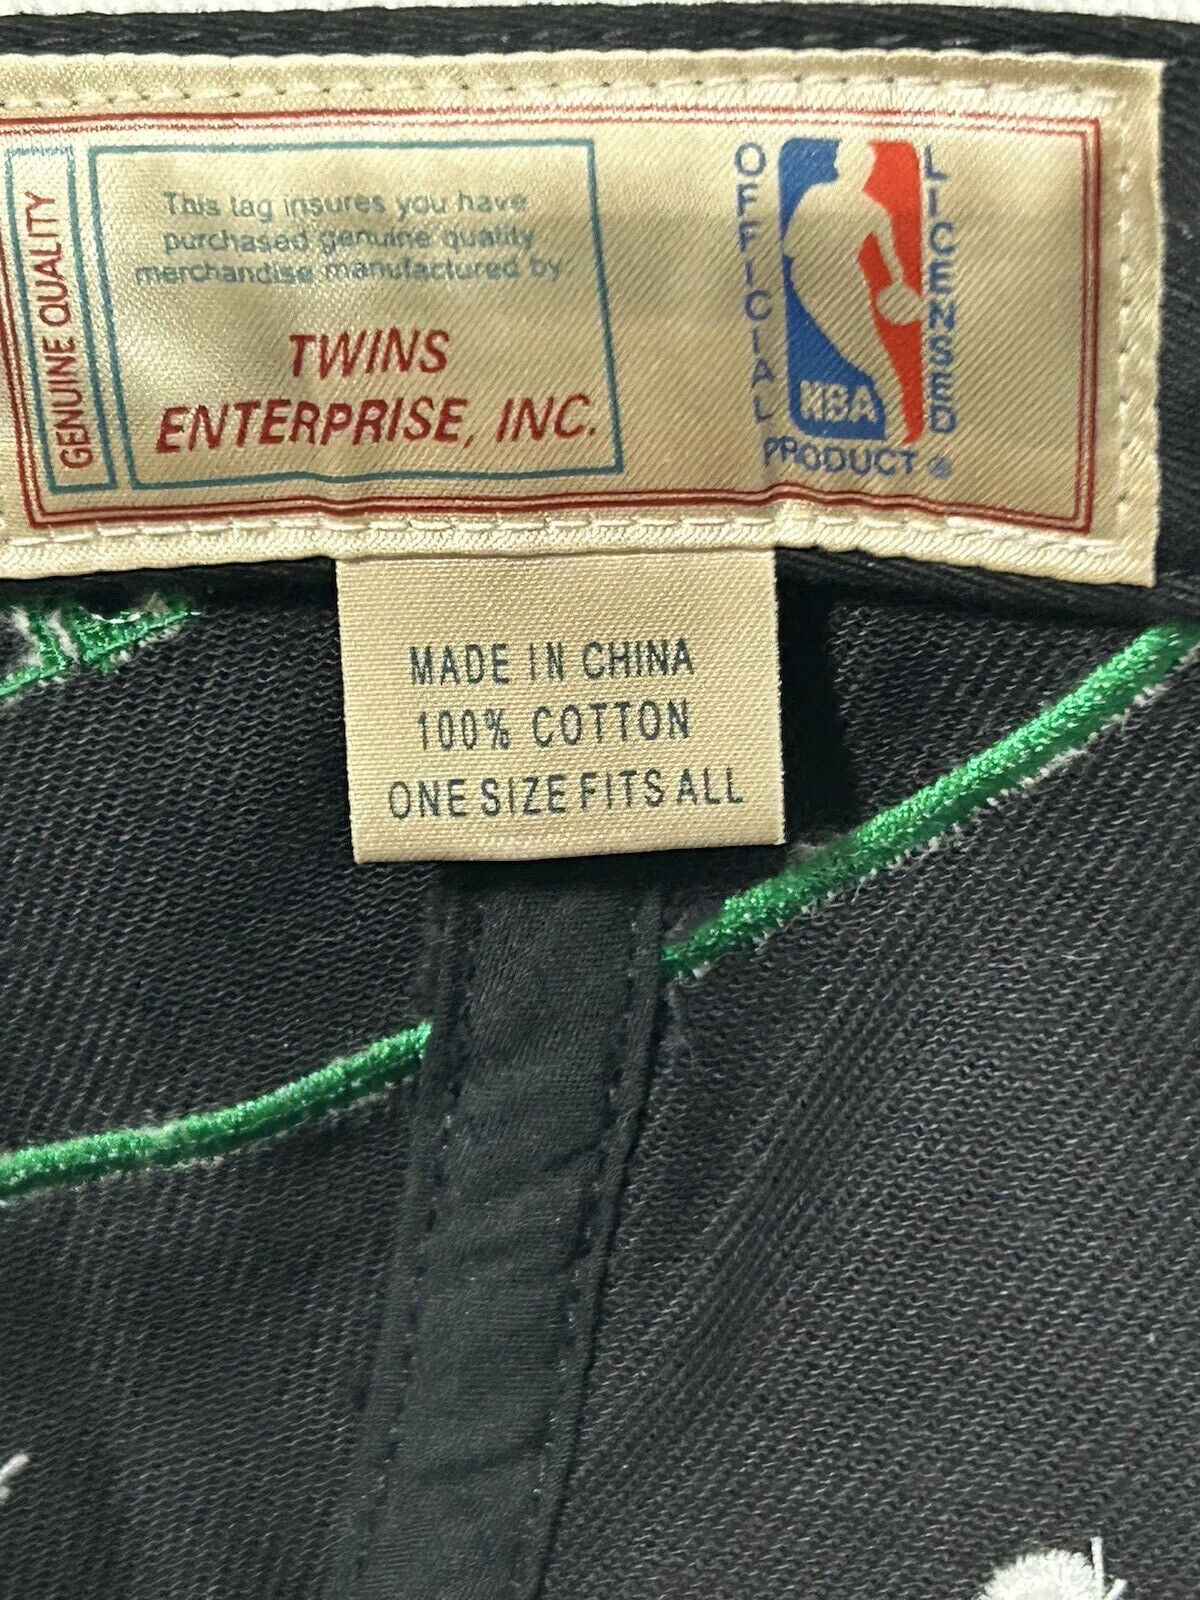 GENUINE QUALITY
This tag insures you have
purchased genuine quality
merchandise manufactured by
TWINS
ENTERPRISE, INC.
OFFICIAL
LICENSED
NBA
PRODUCT ®
MADE IN CHINA
100% COTTON
ONE SIZE FITS ALL